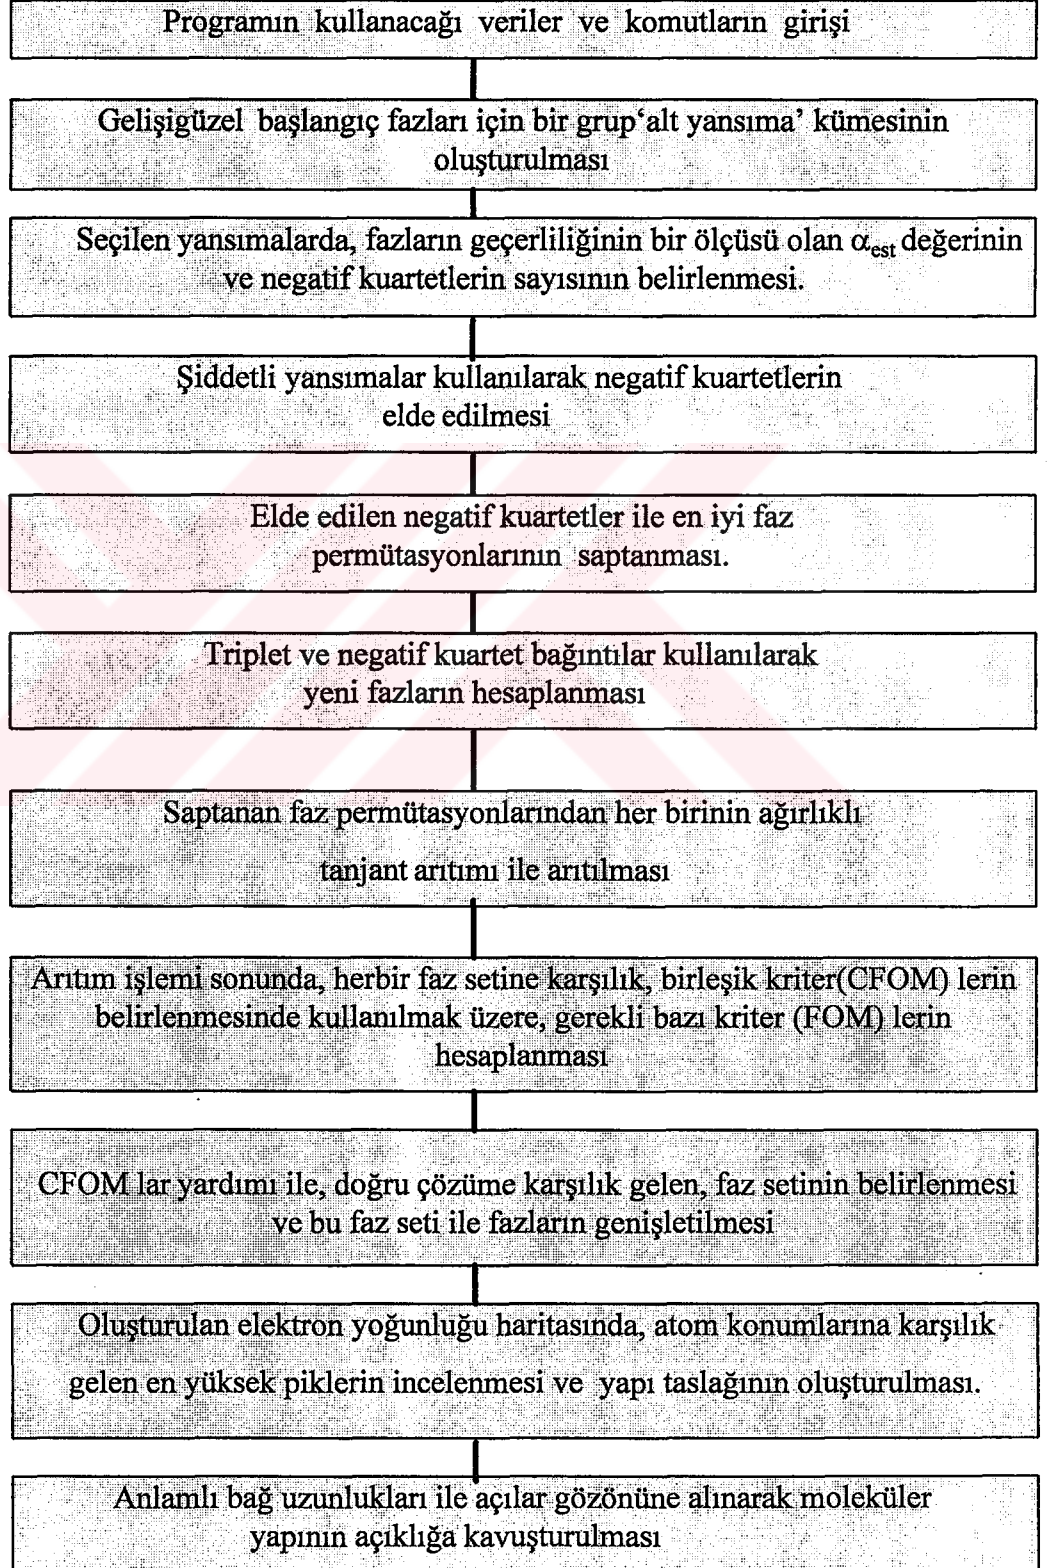 Programın kullanacağı veriler ve komutların girişi
Gelişigüzel başlangıç fazları için bir grup‘alt yansıma’ kümesinin
oluşturulması
Seçilen yansımalarda, fazların geçerliliğinin bir ölçüsü olan αest değerinin
ve negatif kuartetlerin sayısının belirlenmesi.
Şiddetli yansımalar kullanılarak negatif kuartetlerin
elde edilmesi
Elde edilen negatif kuartetler ile en iyi faz
permütasyonlarının saptanması.
Triplet ve negatif kuartet bağıntılar kullanılarak
yeni fazların hesaplanması
Saptanan faz permütasyonlarından her birinin ağırlıklı
tanjant arıtımı ile arıtılması
Arıtım işlemi sonunda, herbir faz setine karşılık, birleşik kriter(CFOM) lerin
belirlenmesinde kullanılmak üzere, gerekli bazı kriter (FOM) lerin
hesaplanması
CFOM lar yardımı ile, doğru çözüme karşılık gelen, faz setinin belirlenmesi
ve bu faz seti ile fazların genişletilmesi
Oluşturulan elektron yoğunluğu haritasında, atom konumlarına karşılık
gelen en yüksek piklerin incelenmesi ve yapı taslağının oluşturulması.
Anlamlı bağ uzunlukları ile açılar gözönüne alınarak moleküler
yapının açıklığa kavuşturulması